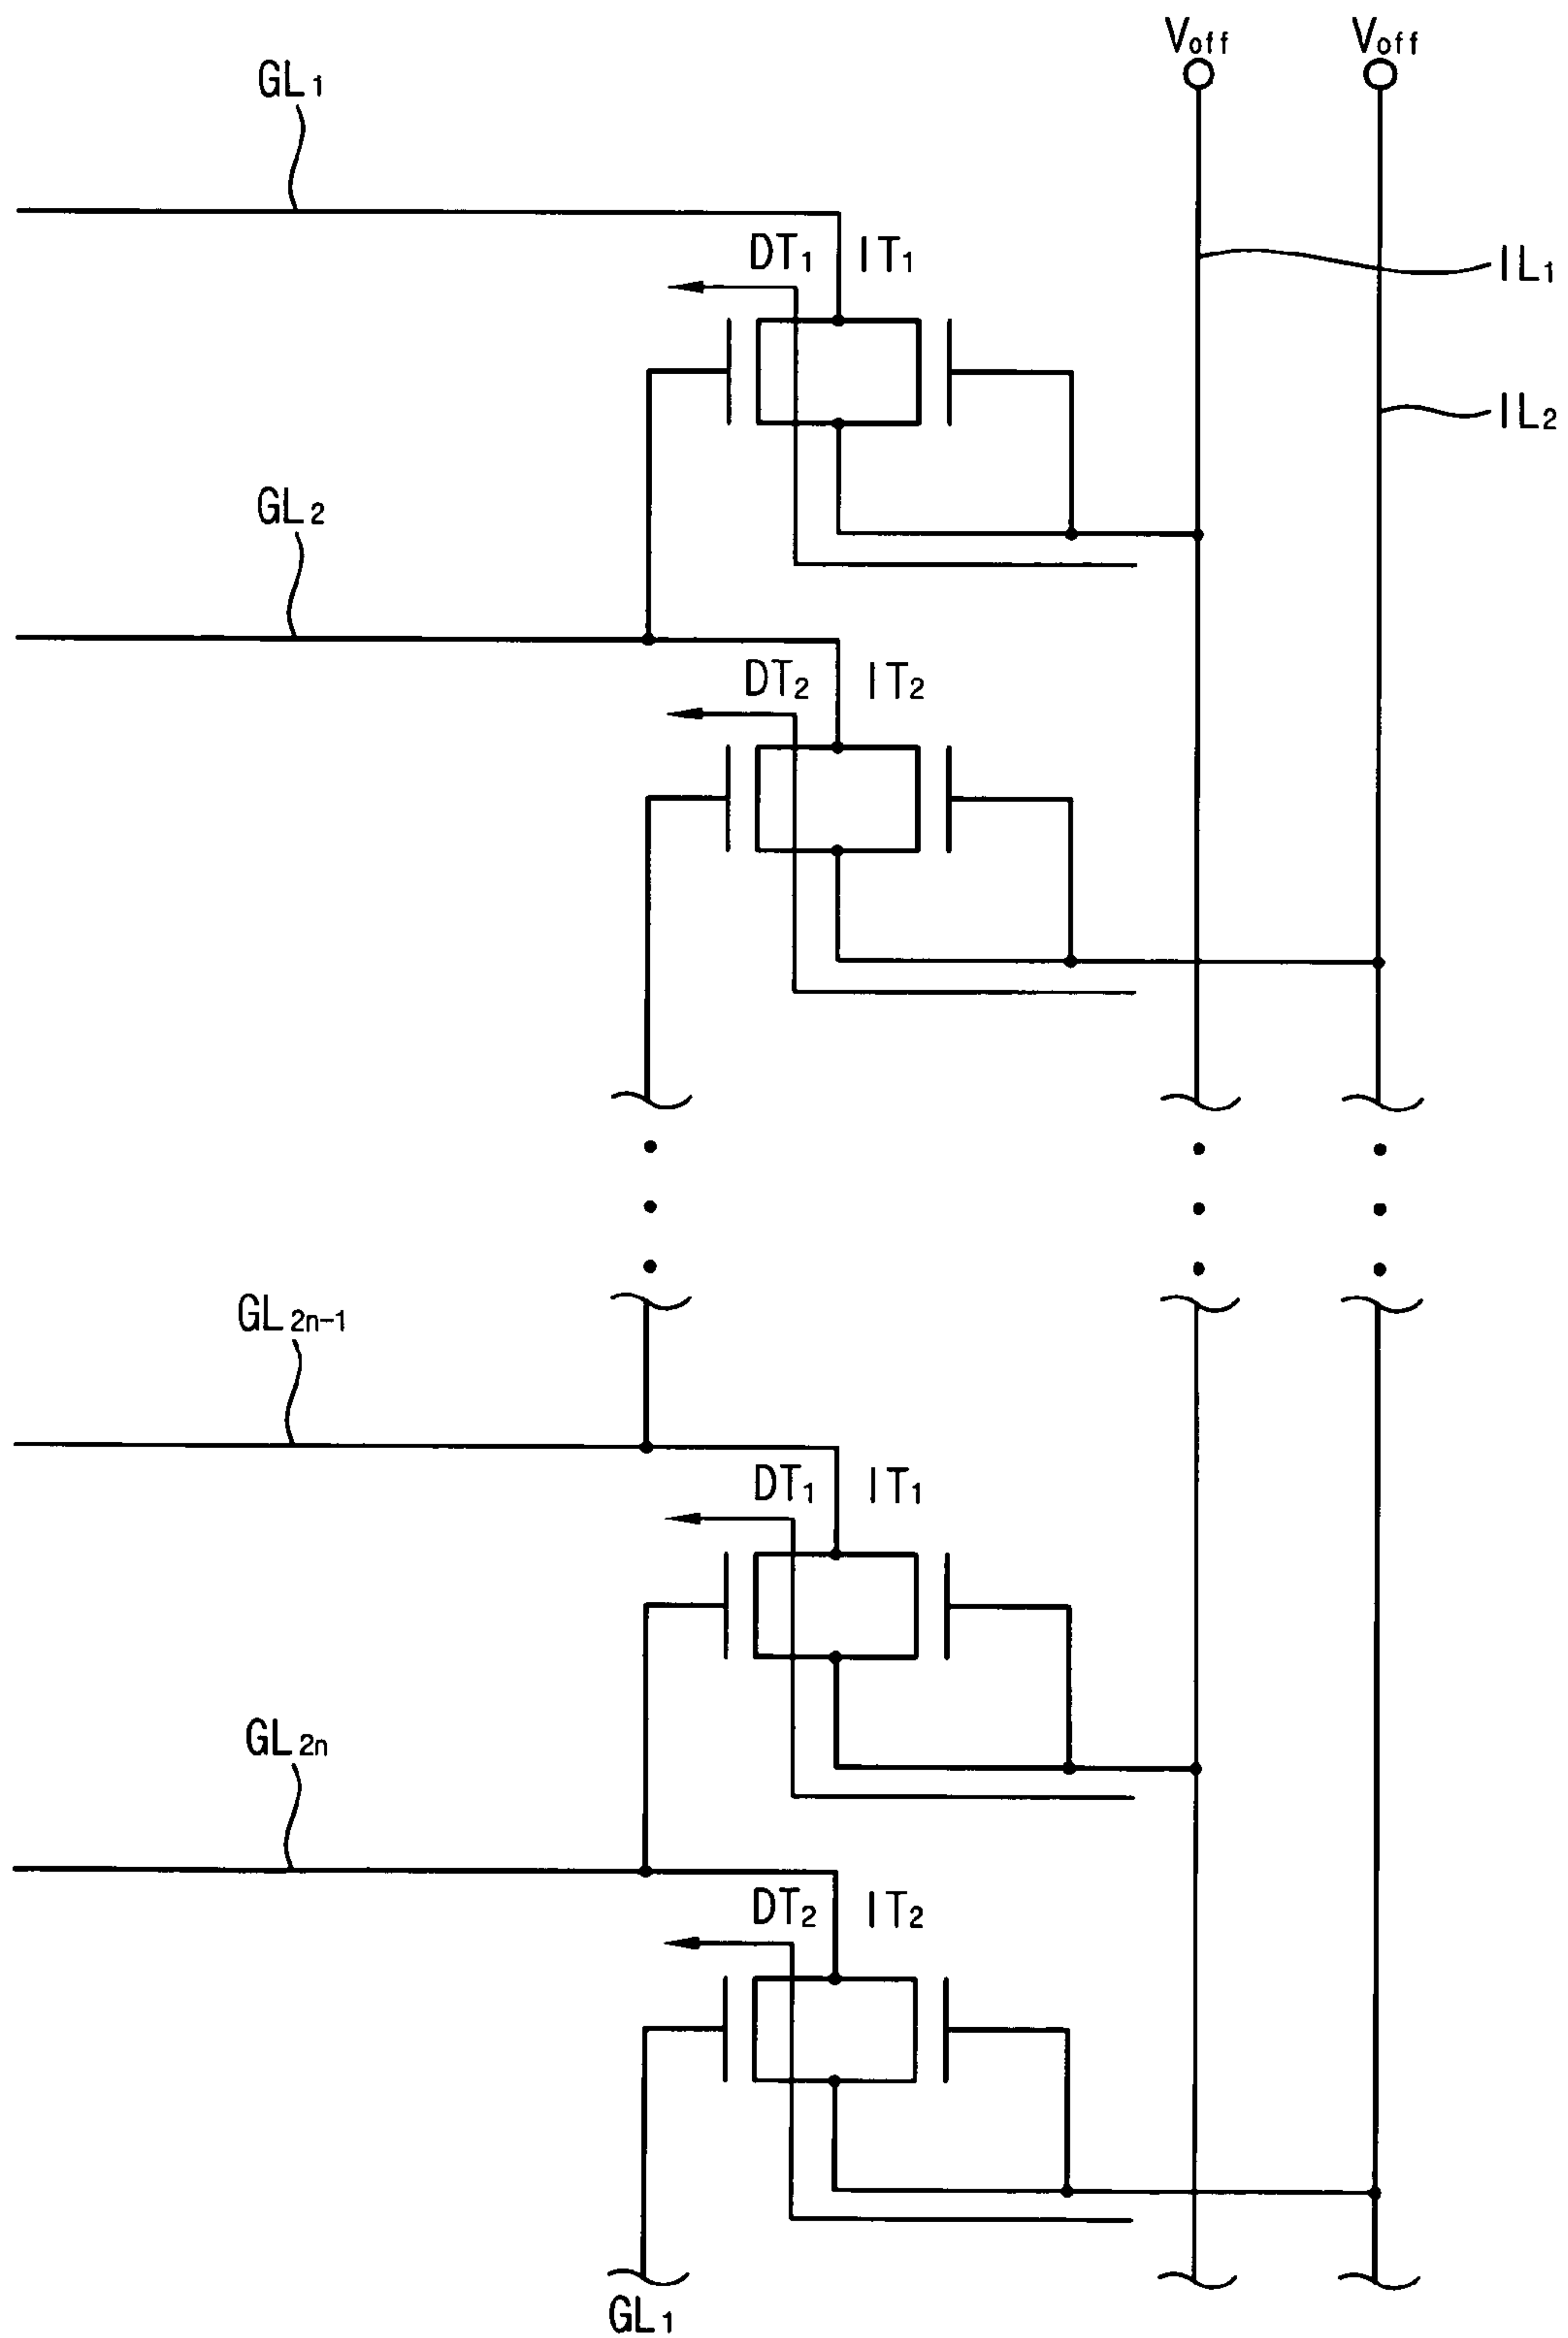 Voff Voff
GL1
DT1 IT1
IL1
IL2
GL2
DT2 IT2
GL2n-1
DT1 IT1
GL2n
DT2 IT2
GL1